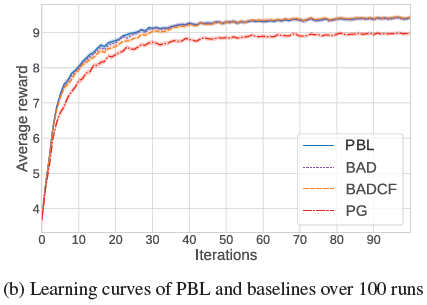 9
8
7
6
5
4
Average reward
PBL
BAD
BADCF
PG
0 10 20 30 40 50 60 70 80 90
Iterations
(b) Learning curves of PBL and baselines over 100 runs